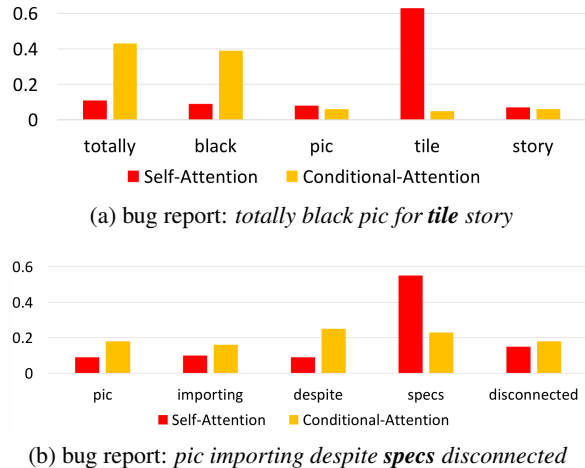 0.6
0.4
0.2
0
totally black pic tile story
Self-Attention Conditional-Attention
(a) bug report: totally black pic for tile story
0.6
0.4
0.2
0
pic importing despite specs disconnected
Self-Attention Conditional-Attention
(b) bug report: pic importing despite specs disconnected